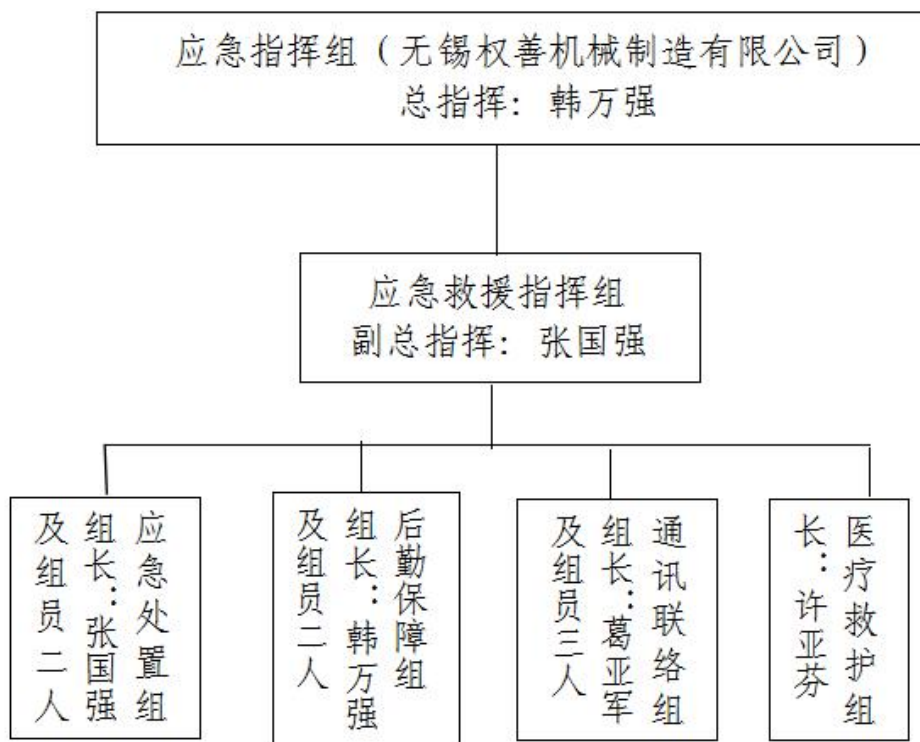 应急指挥组（无锡权善机械制造有限公司）
总指挥：韩万强
应急救援指挥组
副总指挥：张国强
应急处置组
组长：张国强
及组员二人
后勤保障组
组长：韩万强
及组员二人
通讯联络组
组长：葛亚军
及组员三人
医疗救护组
长：许亚芬